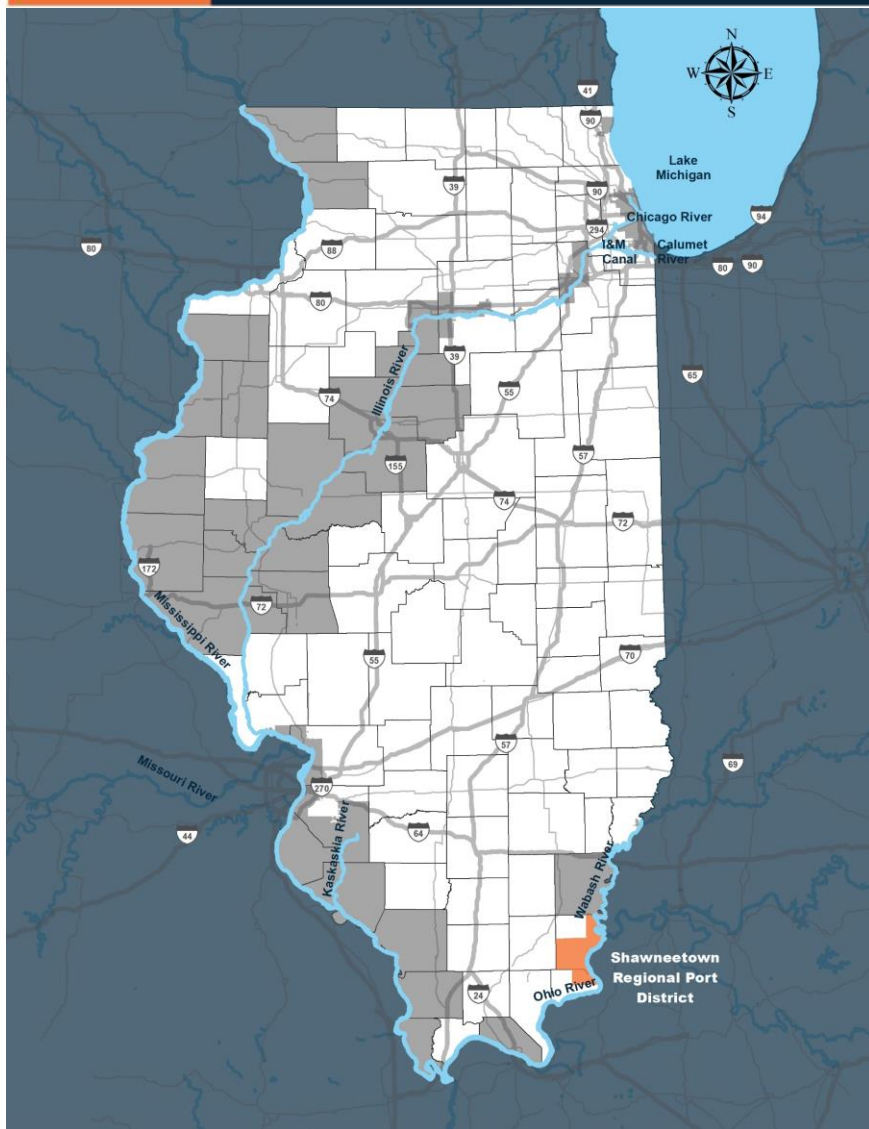 N
W
E
S
41
90
Lake
Michigan
39
90
Chicago River
94
294
I&M
Canal
Calumet
River
80
88
80
90
80
39
65
Illinois River
74
55
57
155
74
72
172
72
Mississippi River
55
70
57
Missouri River
69
270
44
Kaskaskia River
64
Wabash River
Shawneetown
Regional Port
District
Ohio River
24